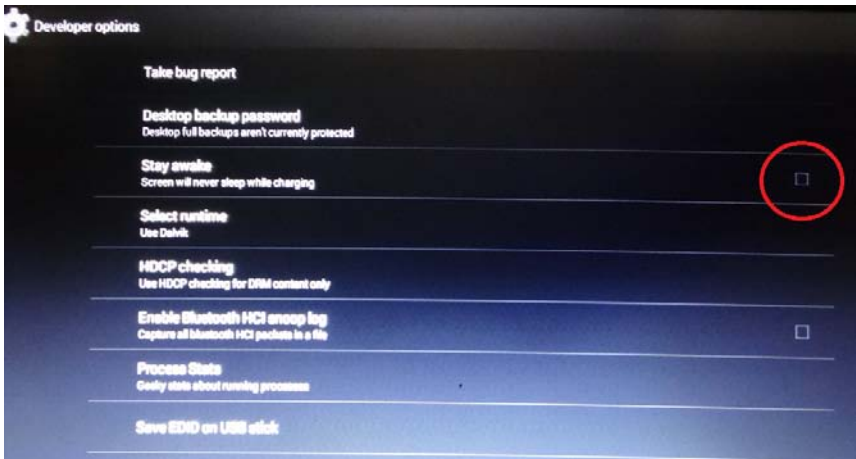 Developer options
Take bug report
Desktop backup password
Desktop full backups aren't currently protected
Stay awake
Screen will never sleep while charging
Select runtime
Use Dalvik
HDCP checking
Use HDCP checking for DRM content only
Enable Bluetooth HCI snoop log
Capture all bluetooth HCI packets in a file
Process Stats
Geeky stats about running processes
Save EDID on USB stick